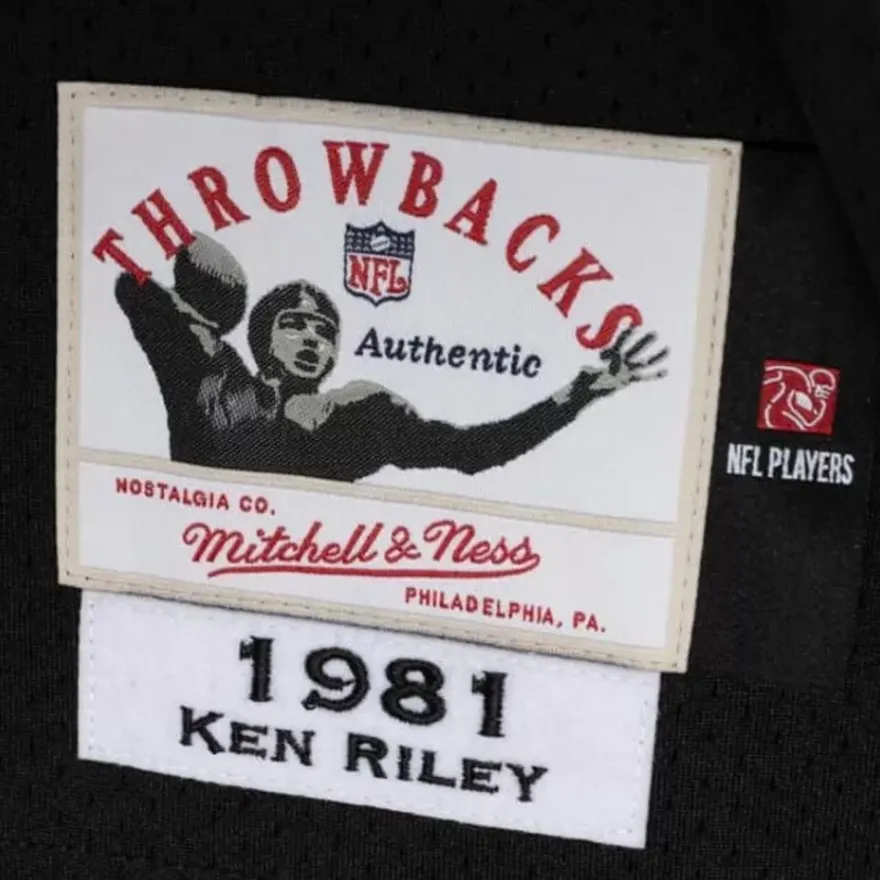 THROWBACKS
NFL
Authentic
NOSTALGIA CO.
Mitchell & Ness
PHILADELPHIA, PA.
1981
KEN RILEY
NFL PLAYERS